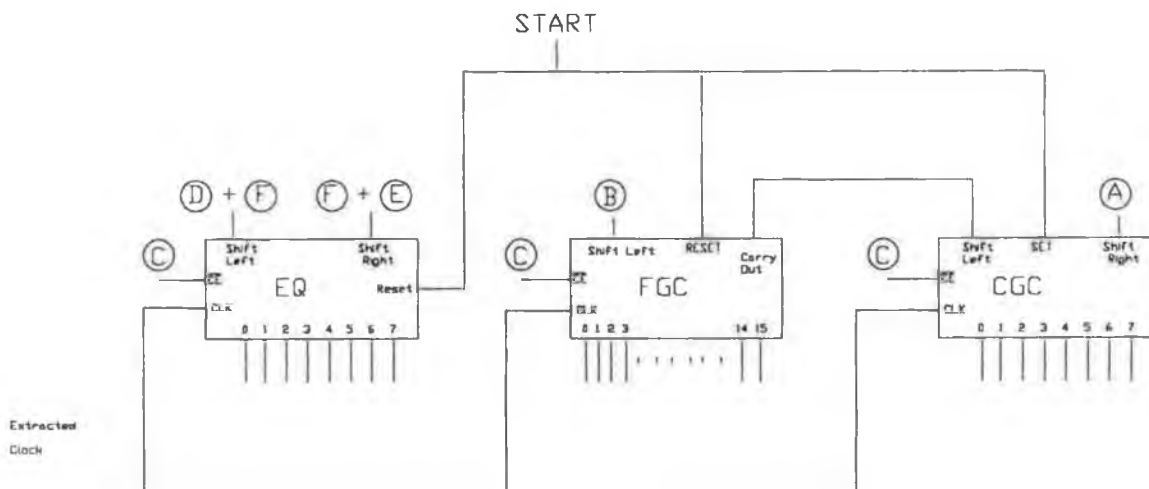 START
D + F
F + E
B
A
C
Shift Left
Shift Right
CE
EQ
Reset
CLK
0 1 2 3 4 5 6 7
C
Shift Left
RESET
Carry Out
CE
FGC
CLK
0 1 2 3 14 15
C
Shift Left
SET
Shift Right
CE
CGC
CLK
0 1 2 3 4 5 6 7
Extracted
Clock